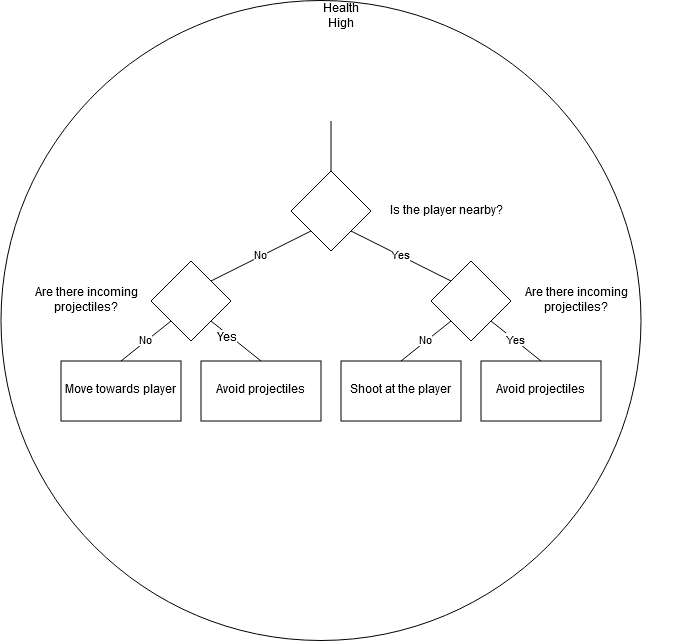 Health
High
Is the player nearby?
No
Yes
Are there incoming
projectiles?
Are there incoming
projectiles?
No
Yes
No
Yes
Move towards player
Avoid projectiles
Shoot at the player
Avoid projectiles